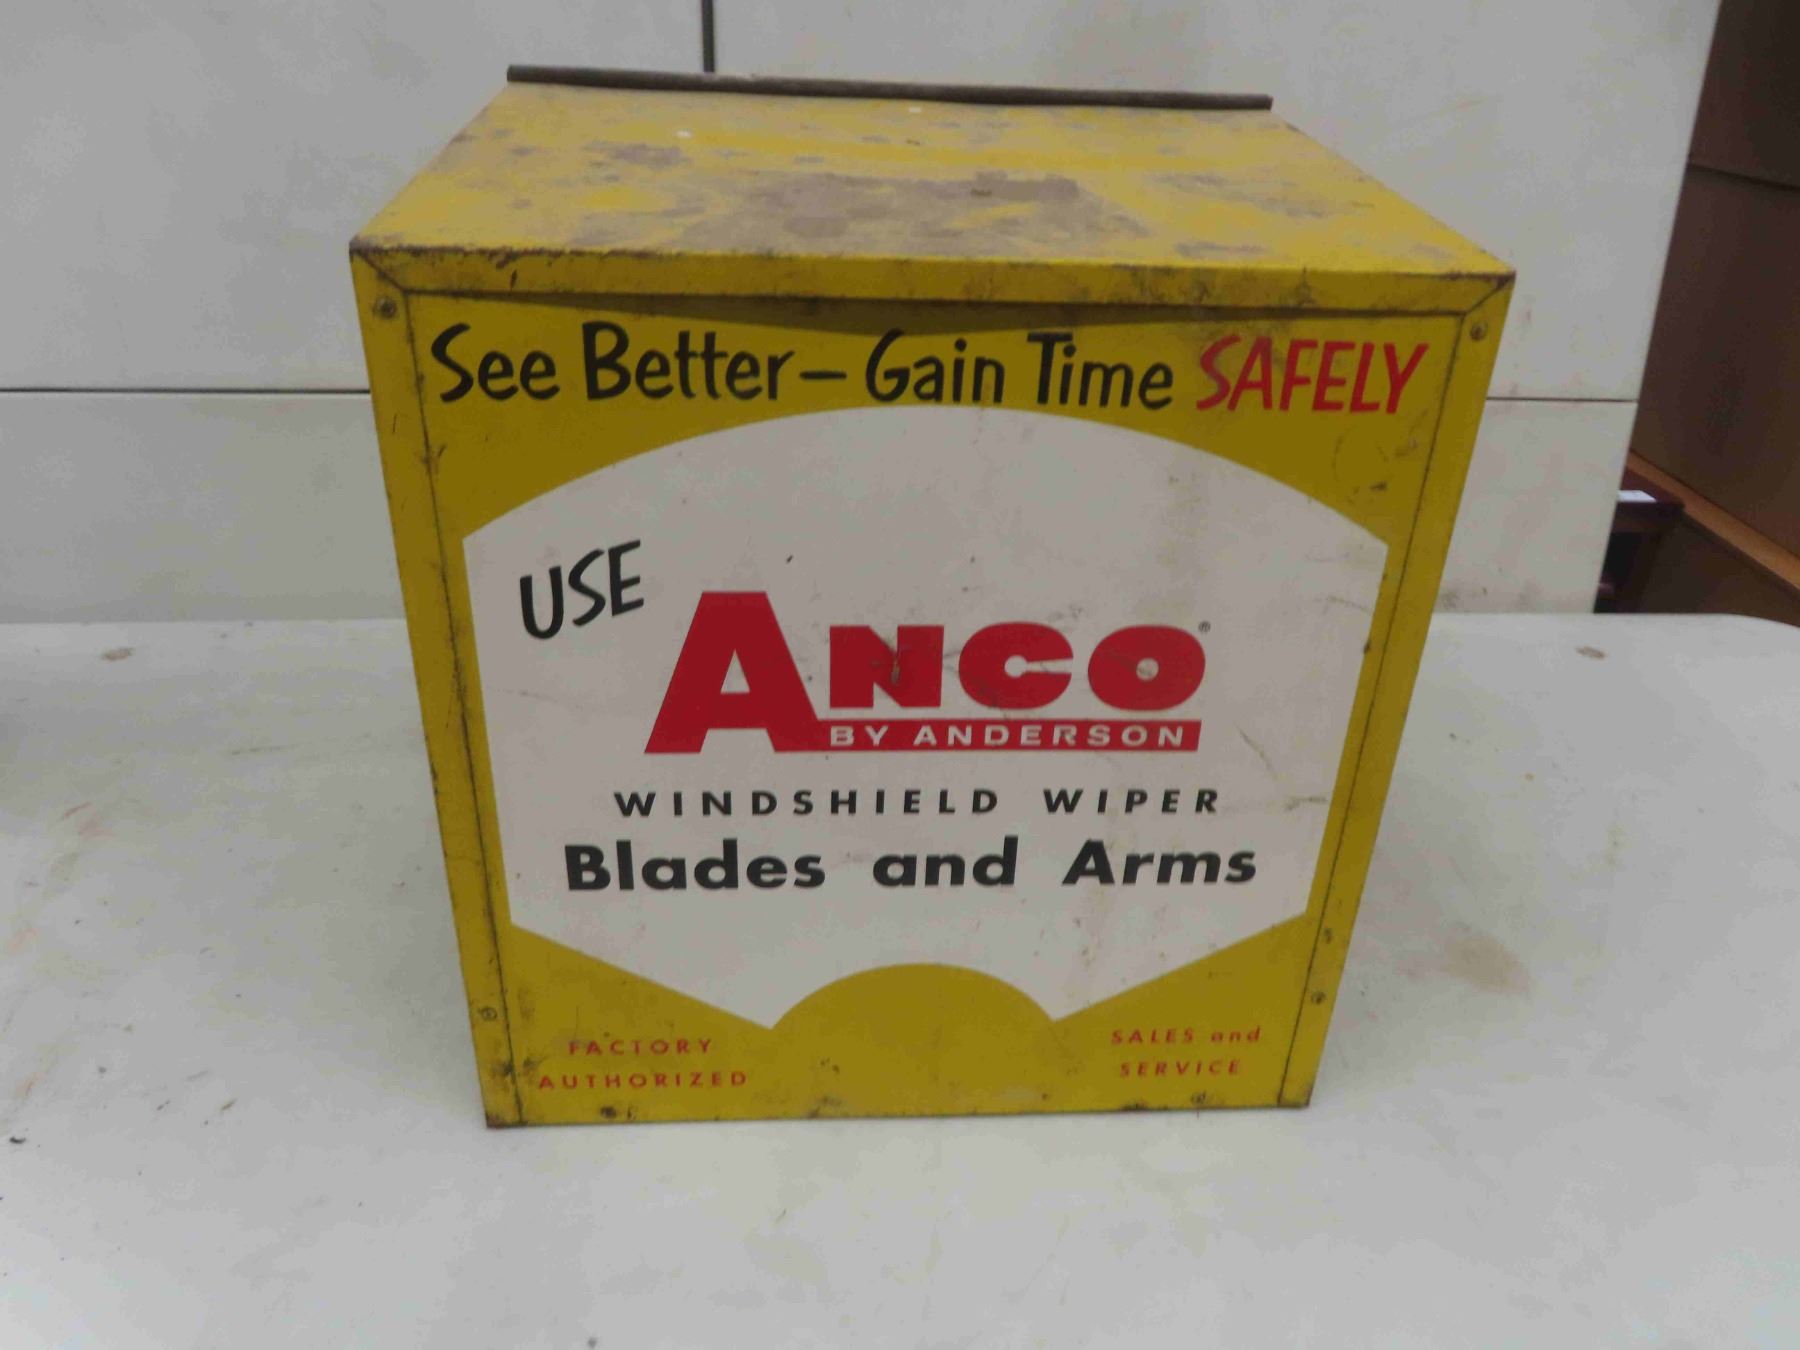 See Better – Gain Time SAFELY
USE
ANCO®
BY ANDERSON
WINDSHIELD WIPER
Blades and Arms
FACTORY
AUTHORIZED
SALES and
SERVICE